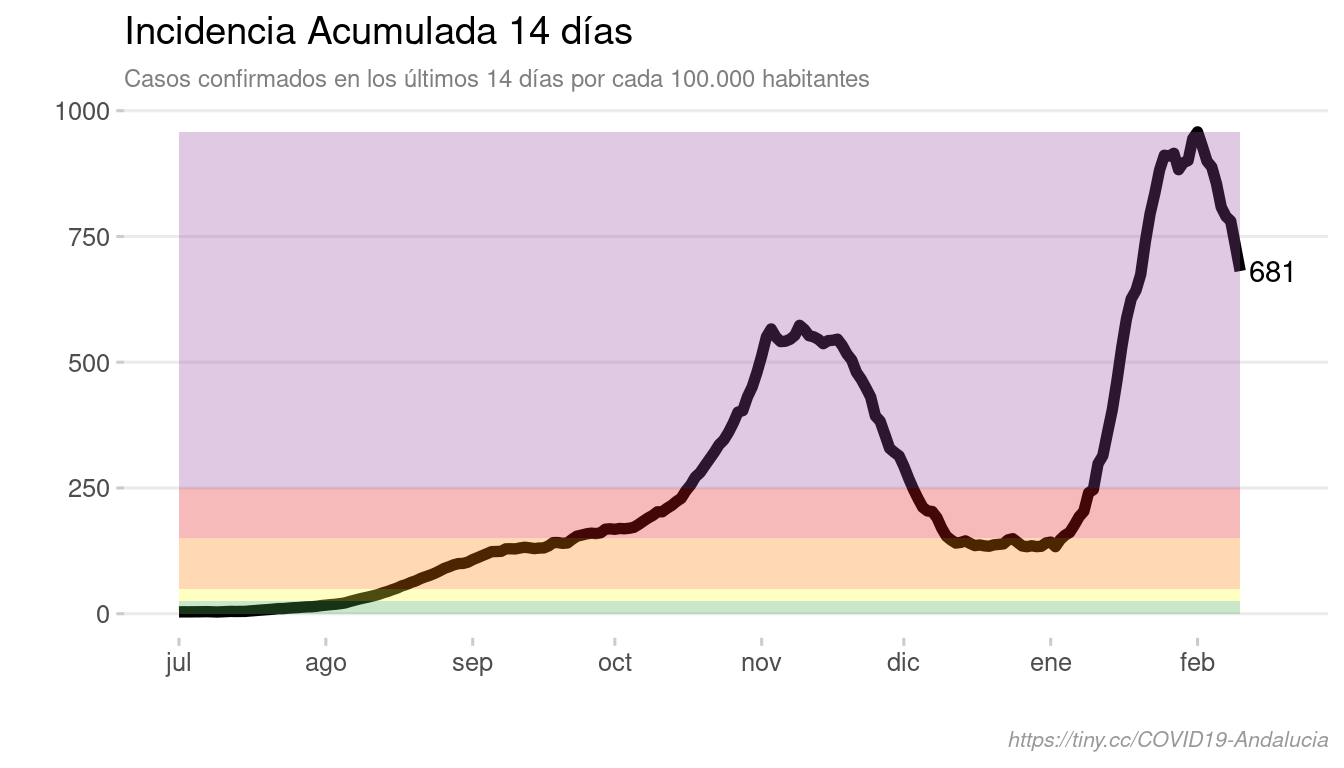 Incidencia Acumulada 14 días
Casos confirmados en los últimos 14 días por cada 100.000 habitantes
1000
750
681
500
250
0
jul ago sep oct nov dic ene feb
https://tiny.cc/COVID19-Andalucia